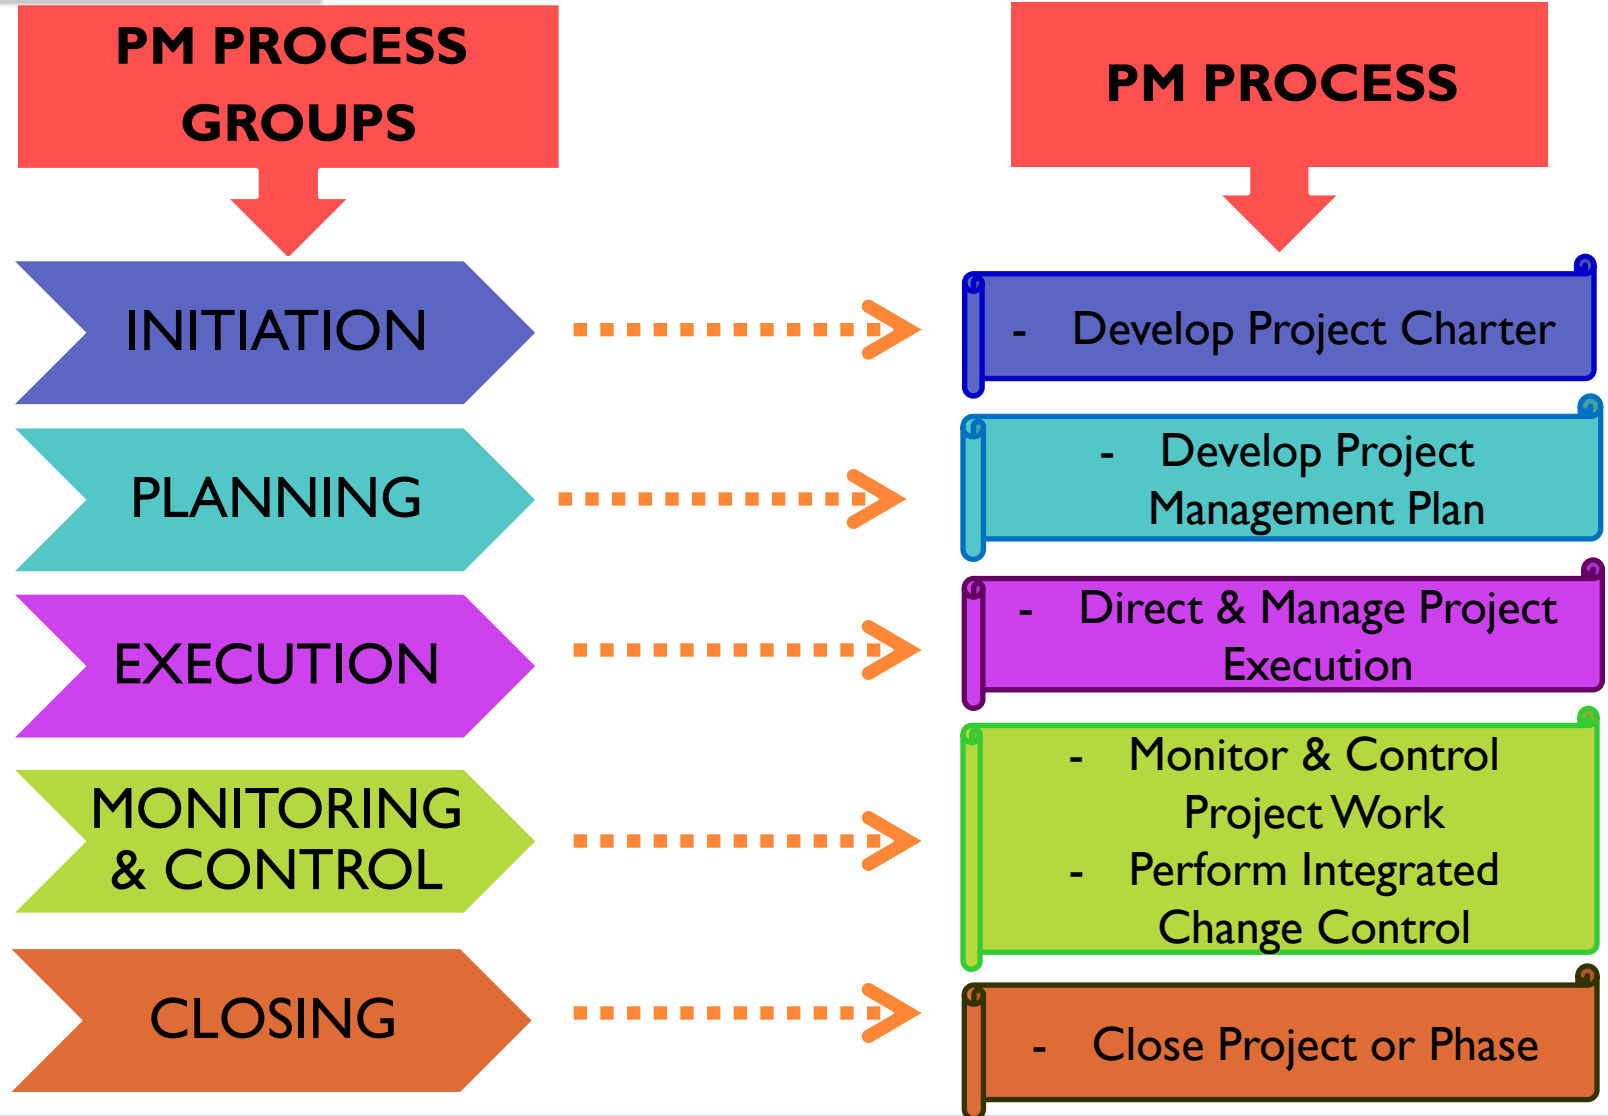 PM PROCESS
GROUPS
PM PROCESS
INITIATION
- Develop Project Charter
PLANNING
- Develop Project
Management Plan
EXECUTION
- Direct & Manage Project
Execution
MONITORING
& CONTROL
- Monitor & Control
Project Work
- Perform Integrated
Change Control
CLOSING
- Close Project or Phase